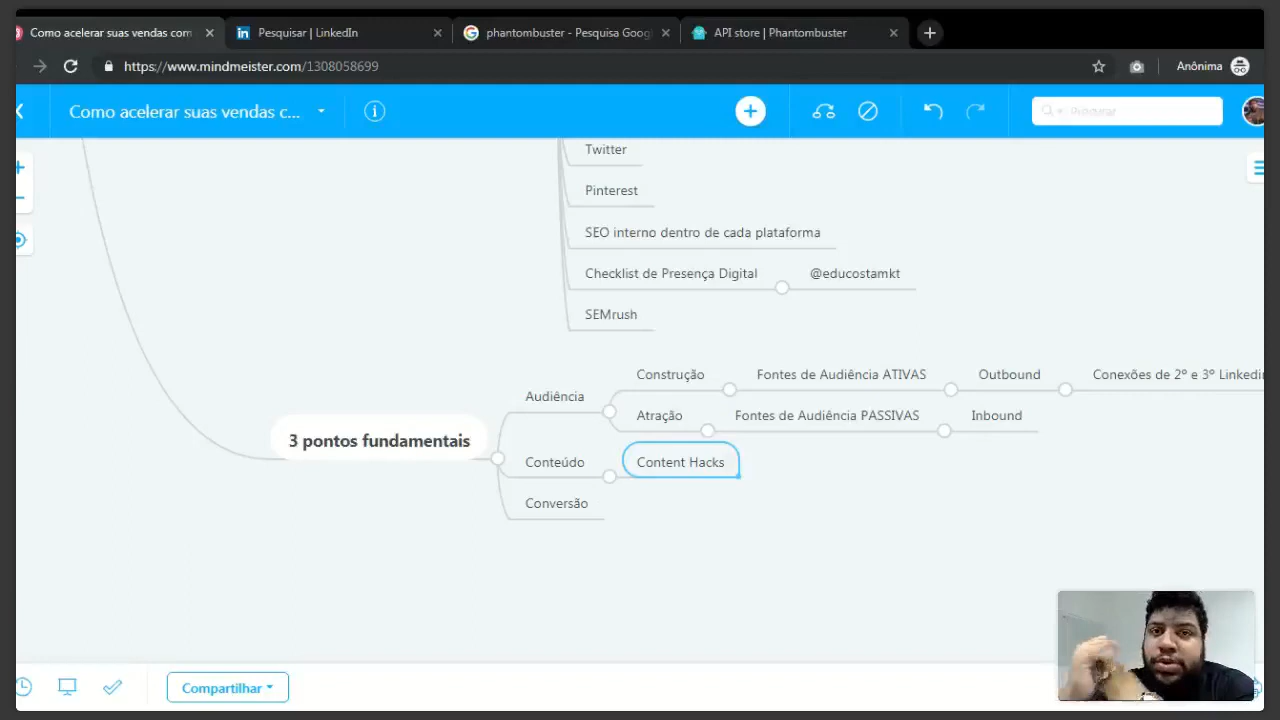 Como acelerar suas vendas com
Pesquisar | LinkedIn
phantombuster - Pesquisa Goog
API store | Phantombuster
https://www.mindmeister.com/1308058699
Anônima
Como acelerar suas vendas c...
Procurar
Twitter
Pinterest
SEO interno dentro de cada plataforma
Checklist de Presença Digital
@educostamkt
SEMrush
Construção
Fontes de Audiência ATIVAS
Outbound
Conexões de 2º e 3º Linkedin
Audiência
Atração
Fontes de Audiência PASSIVAS
Inbound
3 pontos fundamentais
Conteúdo
Content Hacks
Conversão
Compartilhar